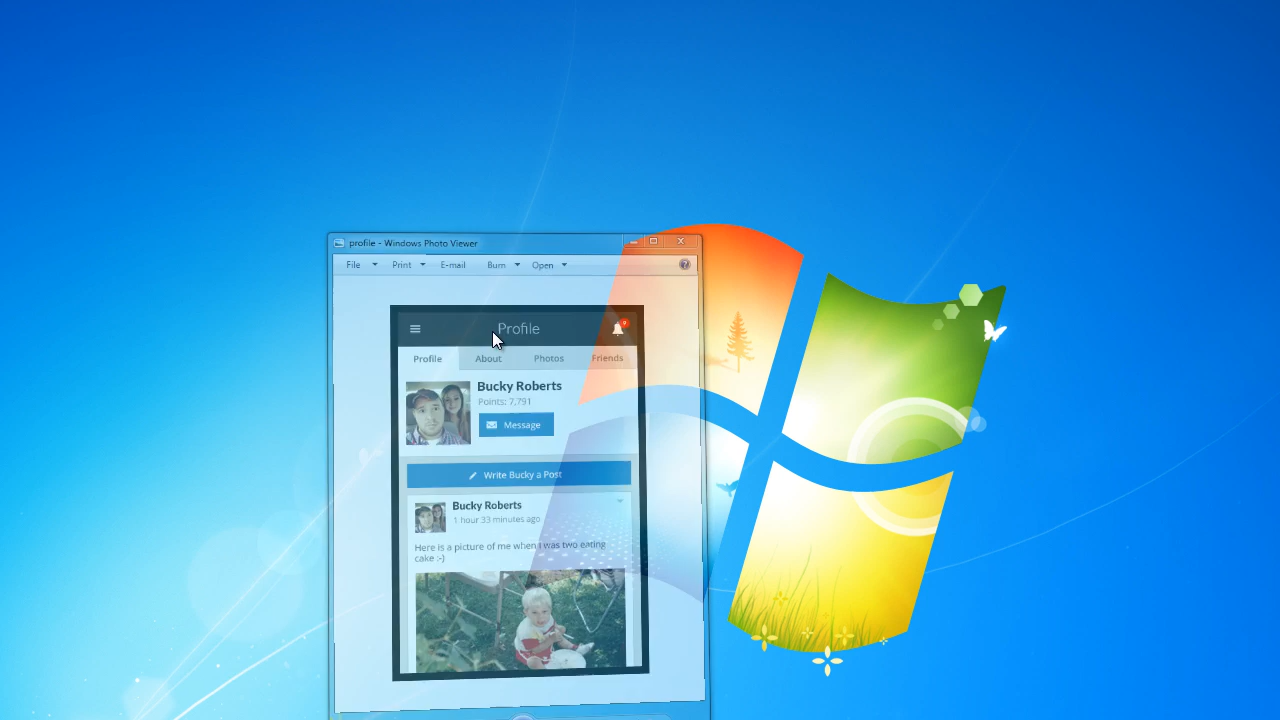 profile - Windows Photo Viewer
File Print E-mail Burn Open
Profile
Profile About Photos Friends
Bucky Roberts
Points: 7,791
Message
Write Bucky a Post
Bucky Roberts
1 hour 33 minutes ago
Here is a picture of me when I was two eating
cake :-)